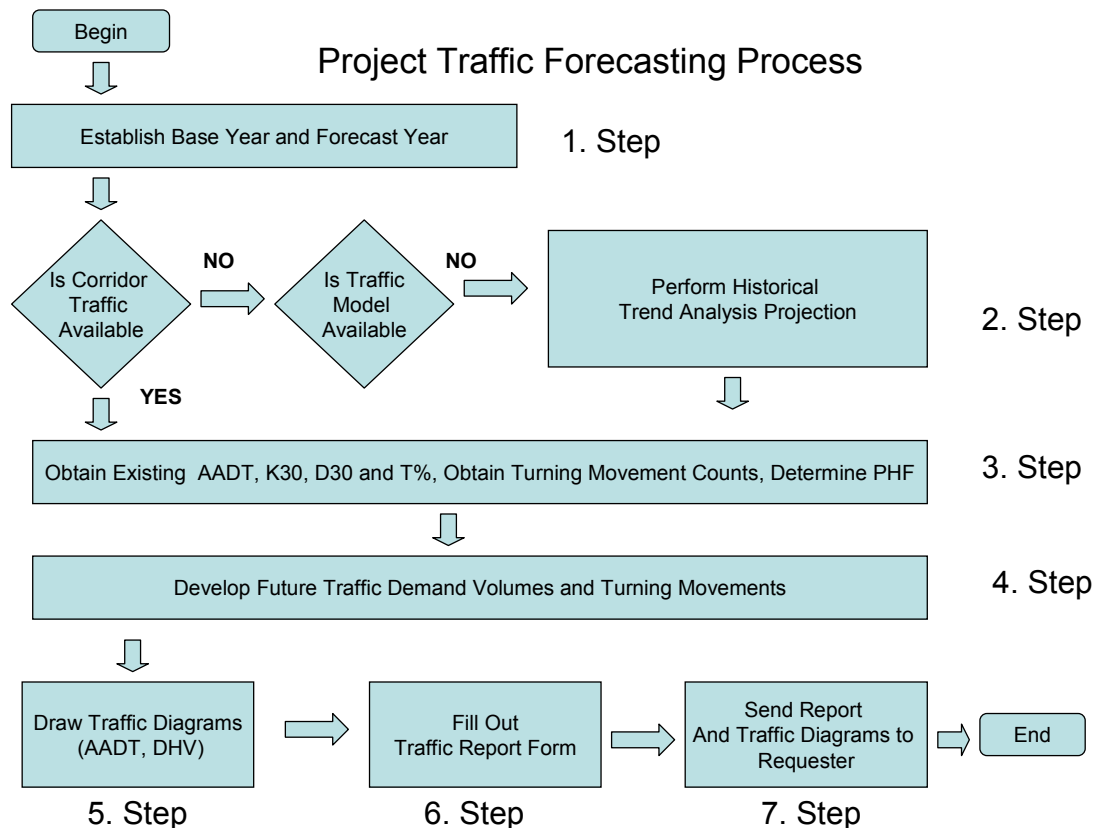 Begin
Project Traffic Forecasting Process
Establish Base Year and Forecast Year
1. Step
Is Corridor
Traffic
Available
NO
Is Traffic
Model
Available
NO
Perform Historical
Trend Analysis Projection
2. Step
YES
Obtain Existing AADT, K30, D30 and T%, Obtain Turning Movement Counts, Determine PHF
3. Step
Develop Future Traffic Demand Volumes and Turning Movements
4. Step
Draw Traffic Diagrams
(AADT, DHV)
Fill Out
Traffic Report Form
Send Report
And Traffic Diagrams to
Requester
End
5. Step
6. Step
7. Step